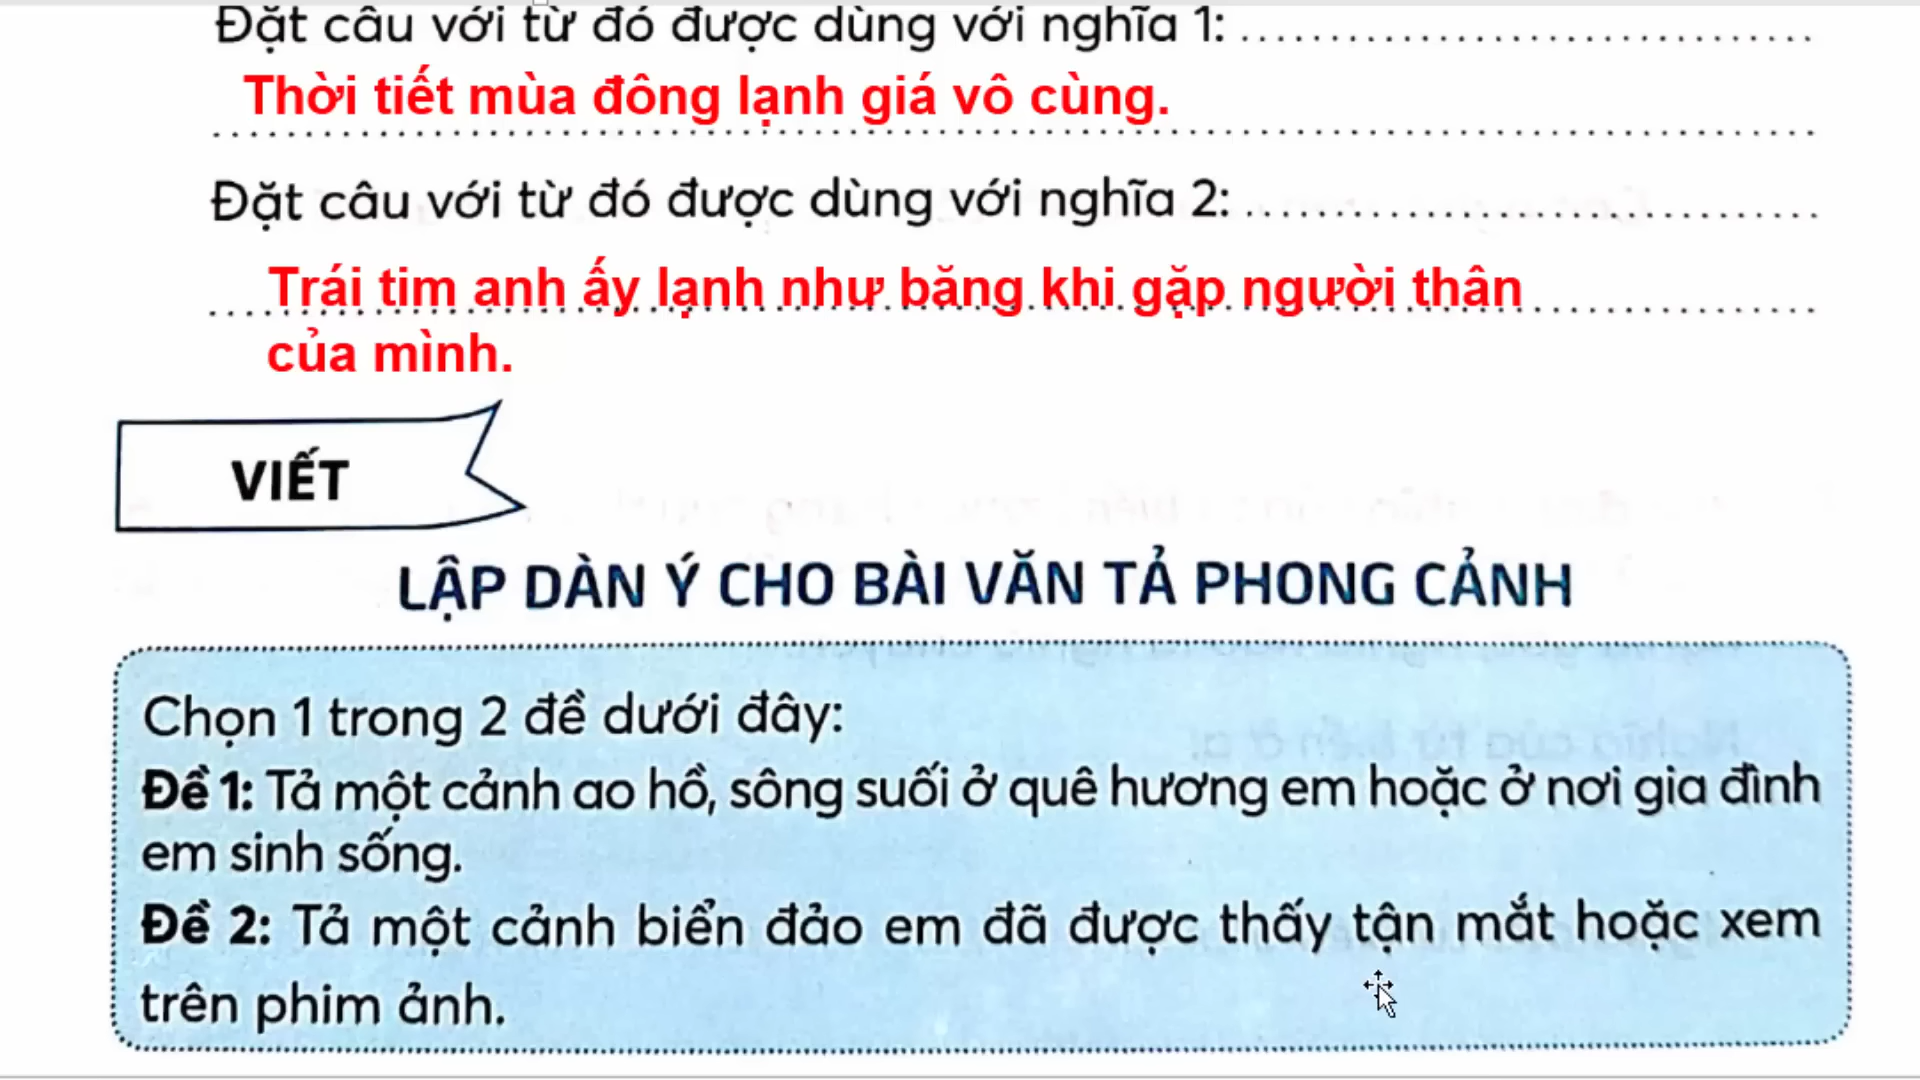 Đặt câu với từ đó được dùng với nghĩa 1: ................................
Thời tiết mùa đông lạnh giá vô cùng.
Đặt câu với từ đó được dùng với nghĩa 2: ................................
Trái tim anh ấy lạnh như băng khi gặp người thân
của mình.
VIẾT
LẬP DÀN Ý CHO BÀI VĂN TẢ PHONG CẢNH
Chọn 1 trong 2 đề dưới đây:
Đề 1: Tả một cảnh ao hồ, sông suối ở quê hương em hoặc ở nơi gia đình
em sinh sống.
Đề 2: Tả một cảnh biển đảo em đã được thấy tận mắt hoặc xem
trên phim ảnh.